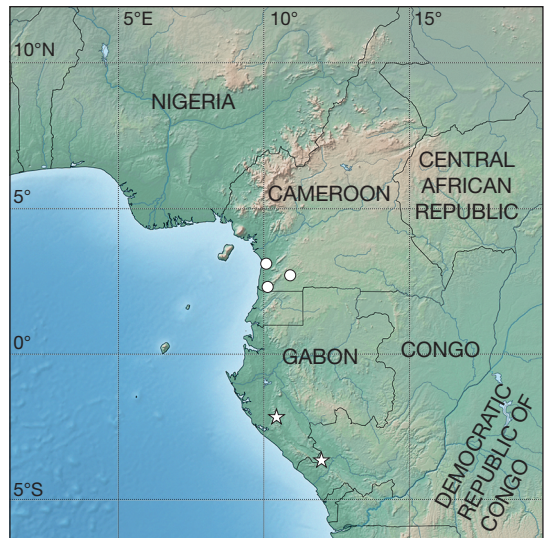 5°E
10°
15°
10°N
NIGERIA
CENTRAL
AFRICAN
REPUBLIC
CAMEROON
5°
0°
GABON
CONGO
DEMOCRATIC
REPUBLIC OF
CONGO
5°S